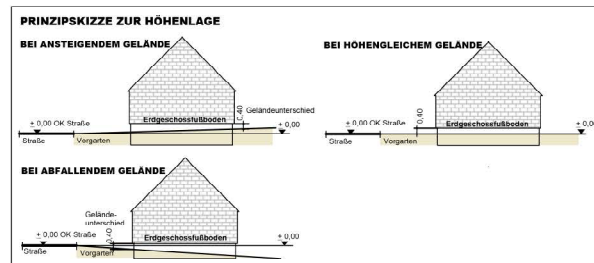 PRINZIPSKIZZE ZUR HÖHENLAGE
BEI ANSTEIGENDEM GELÄNDE
Geländeunterschied
0,40
Erdgeschossfußboden
± 0,00 OK Straße
± 0,00
Straße
Vorgarten
BEI HÖHENGLEICHEM GELÄNDE
0,40
Erdgeschossfußboden
± 0,00 OK Straße
± 0,0
Straße
Vorgarten
BEI ABFALLENDEM GELÄNDE
Gelände-
unterschied
0,40
± 0,00 OK Straße
Erdgeschossfußboden
± 0,00
Straße
Vorgarten